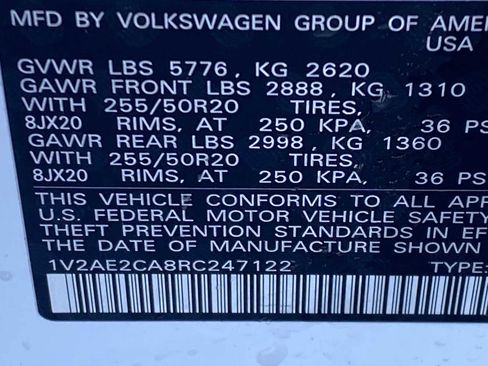 MFD BY VOLKSWAGEN GROUP OF AMER
USA
GVWR LBS 5776 , KG 2620
GAWR FRONT LBS 2888 , KG 1310
WITH 255/50R20 TIRES,
8JX20 RIMS, AT 250 KPA, 36 PS
GAWR REAR LBS 2998 , KG 1360
WITH 255/50R20 TIRES,
8JX20 RIMS, AT 250 KPA, 36 PS
THIS VEHICLE CONFORMS TO ALL APP
U.S. FEDERAL MOTOR VEHICLE SAFETY
THEFT PREVENTION STANDARDS IN EFF
THE DATE OF MANUFACTURE SHOWN A
1V2AE2CA8RC247122 TYPE: